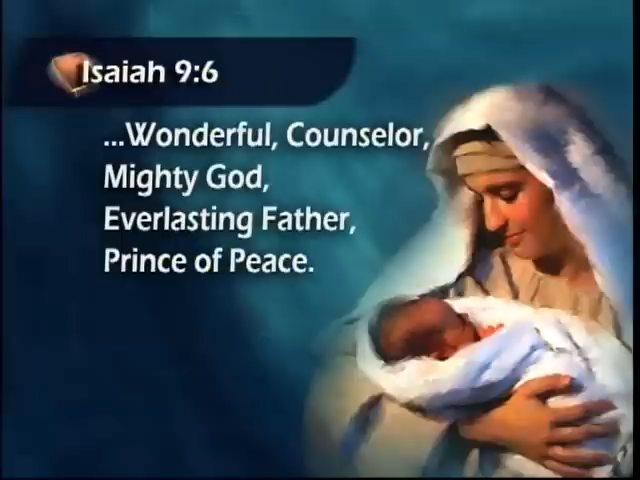 Isaiah 9:6
...Wonderful, Counselor,
Mighty God,
Everlasting Father,
Prince of Peace.